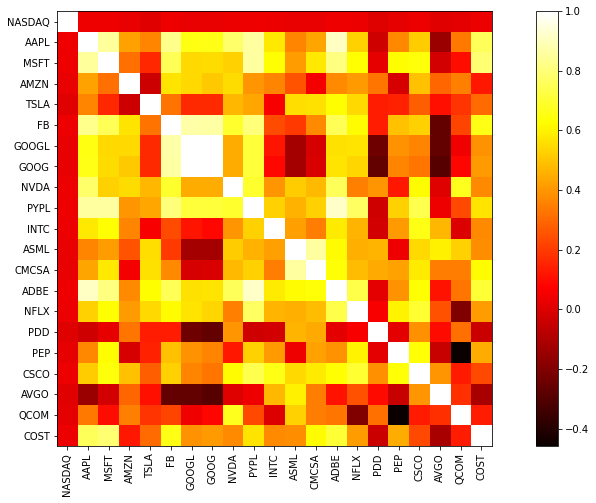 NASDAQ
AAPL
MSFT
AMZN
TSLA
FB
GOOGL
GOOG
NVDA
PYPL
INTC
ASML
CMCSA
ADBE
NFLX
PDD
PEP
CSCO
AVGO
QCOM
COST
NASDAQ AAPL MSFT AMZN TSLA FB GOOGL GOOG NVDA PYPL INTC ASML CMCSA ADBE NFLX PDD PEP CSCO AVGO QCOM COST
1.0
0.8
0.6
0.4
0.2
0.0
−0.2
−0.4